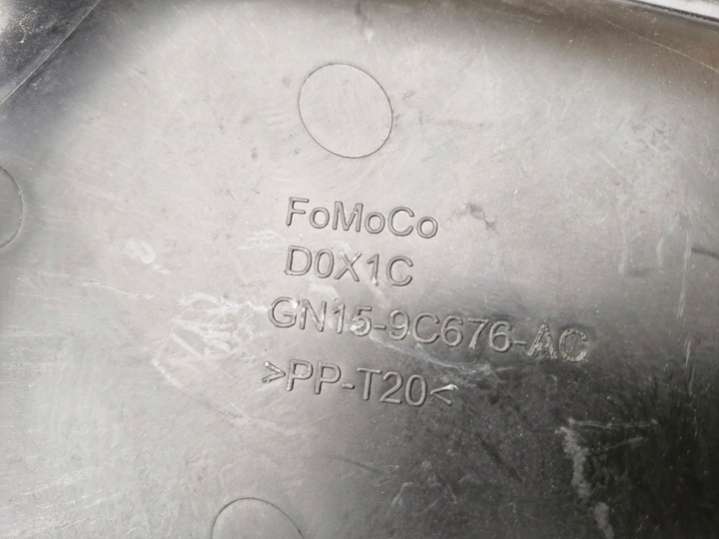 FoMoCo
D0X1C
GN15-9C676-AC
>PP-T20<